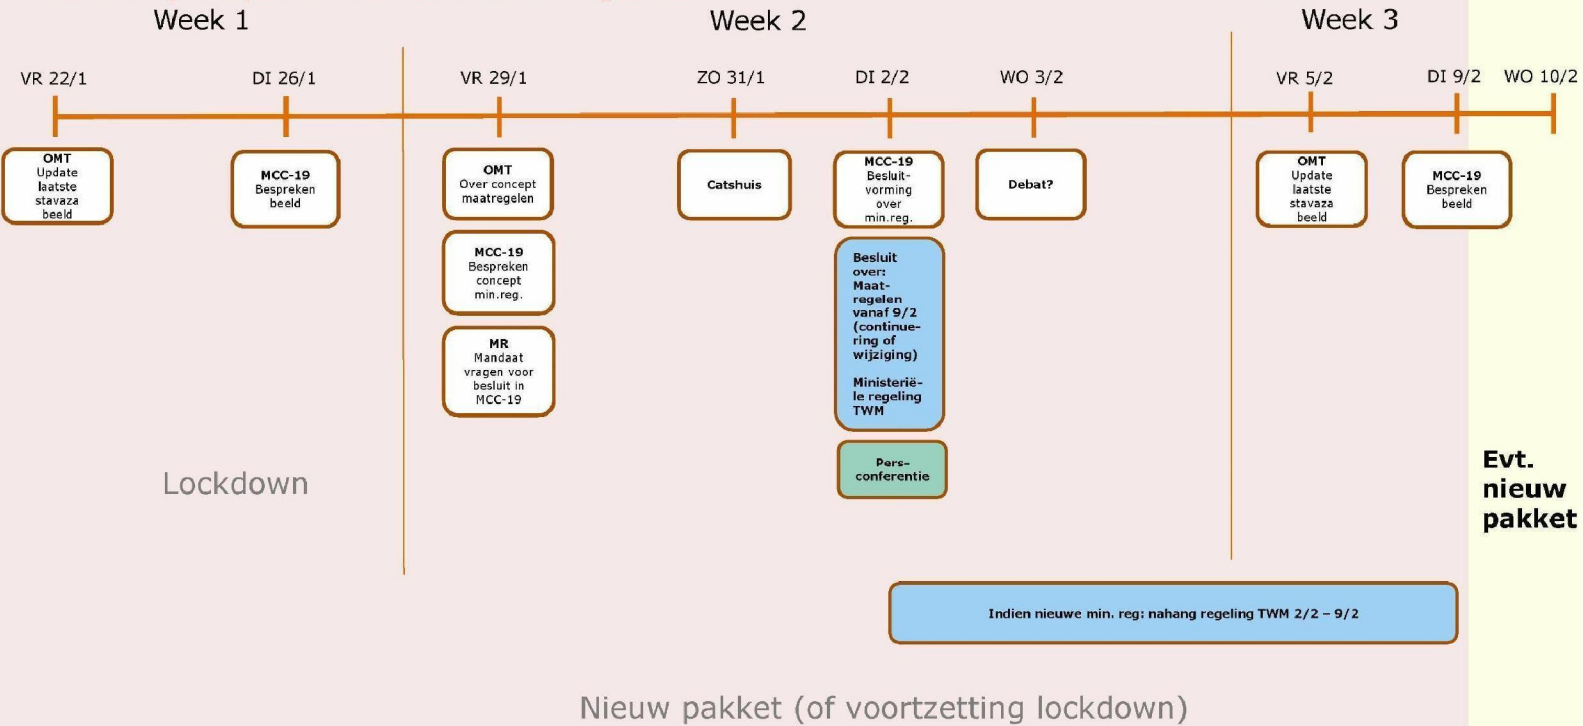 Week 1
Week 2
Week 3
VR 22/1
DI 26/1
VR 29/1
ZO 31/1
DI 2/2
WO 3/2
VR 5/2
DI 9/2
WO 10/2
OMT
Update
laatste
stavaza
beeld
MCC-19
Bespreken
beeld
OMT
Over concept
maatregelen
MCC-19
Bespreken
concept
min.reg.
MR
Mandaat
vragen voor
besluit in
MCC-19
Catshuis
MCC-19
Besluit-
vorming
over
min.reg.
Besluit
over:
Maat-
regelen
vanaf 9/2
(continue-
ring of
wijziging)
Ministerië-
le regeling
TWM
Pers-
conferentie
Debat?
OMT
Update
laatste
stavaza
beeld
MCC-19
Bespreken
beeld
Lockdown
Evt.
nieuw
pakket
Indien nieuwe min. reg: nahang regeling TWM 2/2 – 9/2
Nieuw pakket (of voortzetting lockdown)